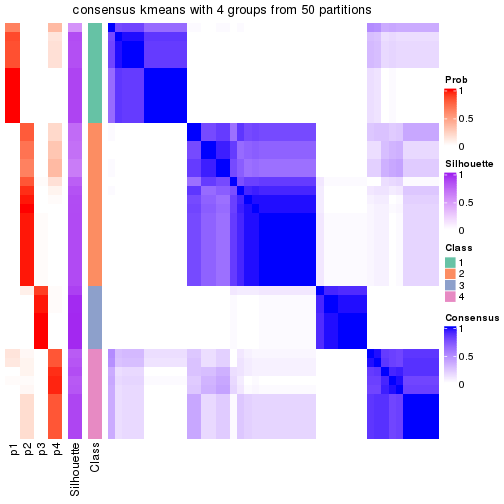 consensus kmeans with 4 groups from 50 partitions
Prob
1
0.5
0
Silhouette
1
0.5
0
Class
1
2
3
4
Consensus
1
0.5
0
p1
p2
p3
p4
Silhouette
Class